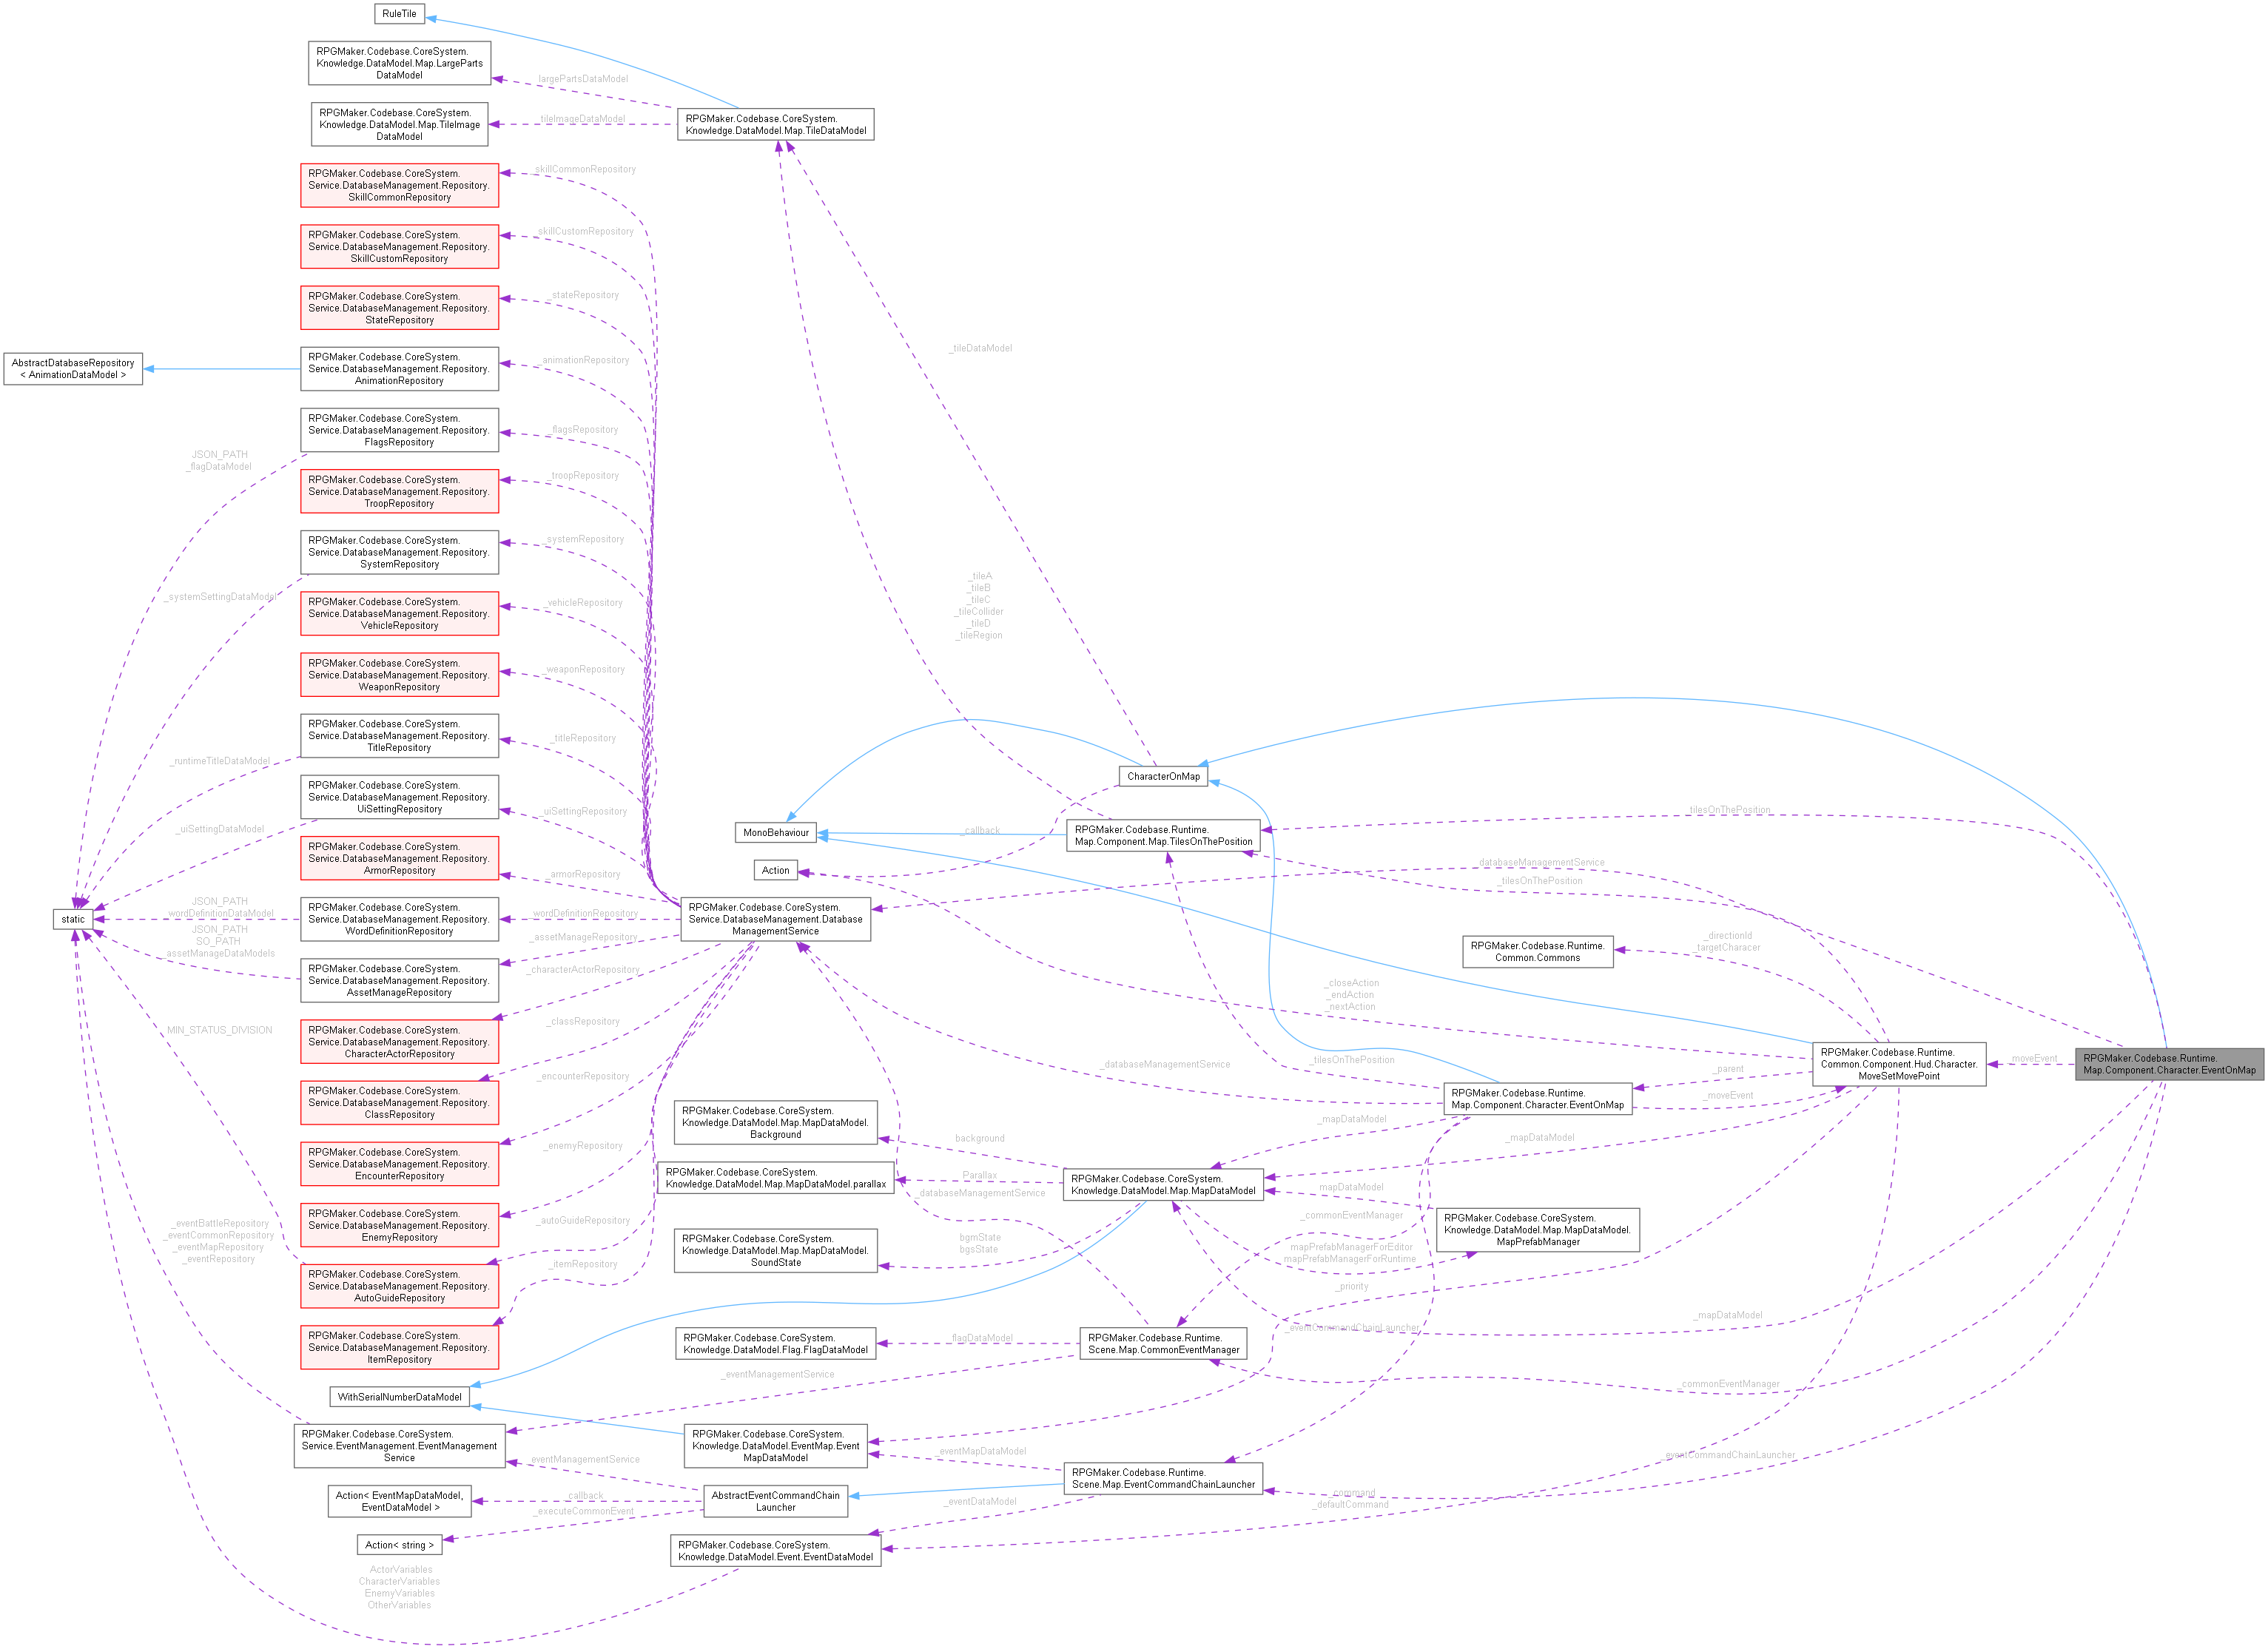 RuleTile
RPGMaker.Codebase.CoreSystem.
Knowledge.DataModel.Map.LargeParts
DataModel
largePartsDataModel
RPGMaker.Codebase.CoreSystem.
Knowledge.DataModel.Map.TileImage
DataModel
tileImageDataModel
RPGMaker.Codebase.CoreSystem.
Knowledge.DataModel.Map.TileDataModel
RPGMaker.Codebase.CoreSystem.
Service.DatabaseManagement.Repository.
SkillCommonRepository
_skillCommonRepository
RPGMaker.Codebase.CoreSystem.
Service.DatabaseManagement.Repository.
SkillCustomRepository
_skillCustomRepository
RPGMaker.Codebase.CoreSystem.
Service.DatabaseManagement.Repository.
StateRepository
_stateRepository
AbstractDatabaseRepository
< AnimationDataModel >
RPGMaker.Codebase.CoreSystem.
Service.DatabaseManagement.Repository.
AnimationRepository
_animationRepository
_tileDataModel
RPGMaker.Codebase.CoreSystem.
Service.DatabaseManagement.Repository.
FlagsRepository
_flagsRepository
JSON_PATH
_flagDataModel
RPGMaker.Codebase.CoreSystem.
Service.DatabaseManagement.Repository.
TroopRepository
_troopRepository
RPGMaker.Codebase.CoreSystem.
Service.DatabaseManagement.Repository.
SystemRepository
_systemRepository
_systemSettingDataModel
RPGMaker.Codebase.CoreSystem.
Service.DatabaseManagement.Repository.
VehicleRepository
_vehicleRepository
_tileA
_tileB
_tileC
_tileCollider
_tileD
_tileRegion
RPGMaker.Codebase.CoreSystem.
Service.DatabaseManagement.Repository.
WeaponRepository
_weaponRepository
RPGMaker.Codebase.CoreSystem.
Service.DatabaseManagement.Repository.
TitleRepository
_titleRepository
_runtimeTitleDataModel
RPGMaker.Codebase.CoreSystem.
Service.DatabaseManagement.Repository.
UiSettingRepository
_uiSettingRepository
_uiSettingDataModel
CharacterOnMap
MonoBehaviour
_callback
RPGMaker.Codebase.Runtime.
Map.Component.Map.TilesOnThePosition
_tilesOnThePosition
RPGMaker.Codebase.CoreSystem.
Service.DatabaseManagement.Repository.
ArmorRepository
_armorRepository
Action
databaseManagementService
_tilesOnThePosition
static
JSON_PATH
_wordDefinitionDataModel
RPGMaker.Codebase.CoreSystem.
Service.DatabaseManagement.Repository.
WordDefinitionRepository
_wordDefinitionRepository
RPGMaker.Codebase.CoreSystem.
Service.DatabaseManagement.Database
ManagementService
JSON_PATH
SO_PATH
_assetManageDataModels
RPGMaker.Codebase.CoreSystem.
Service.DatabaseManagement.Repository.
AssetManageRepository
_assetManageRepository
RPGMaker.Codebase.Runtime.
Common.Commons
_directionId
_targetCharacer
_closeAction
_endAction
_nextAction
_characterActorRepository
RPGMaker.Codebase.CoreSystem.
Service.DatabaseManagement.Repository.
CharacterActorRepository
MIN_STATUS_DIVISION
_classRepository
_databaseManagementService
_tilesOnThePosition
RPGMaker.Codebase.Runtime.
Common.Component.Hud.Character.
MoveSetMovePoint
_moveEvent
RPGMaker.Codebase.Runtime.
Map.Component.Character.EventOnMap
_parent
_moveEvent
RPGMaker.Codebase.Runtime.
Map.Component.Character.EventOnMap
RPGMaker.Codebase.CoreSystem.
Service.DatabaseManagement.Repository.
ClassRepository
_encounterRepository
RPGMaker.Codebase.CoreSystem.
Knowledge.DataModel.Map.MapDataModel.
Background
background
_mapDataModel
_mapDataModel
RPGMaker.Codebase.CoreSystem.
Service.DatabaseManagement.Repository.
EncounterRepository
_enemyRepository
RPGMaker.Codebase.CoreSystem.
Knowledge.DataModel.Map.MapDataModel.parallax
Parallax
_databaseManagementService
RPGMaker.Codebase.CoreSystem.
Knowledge.DataModel.Map.MapDataModel
mapDataModel
RPGMaker.Codebase.CoreSystem.
Service.DatabaseManagement.Repository.
EnemyRepository
_autoGuideRepository
_eventBattleRepository
_eventCommonRepository
_eventMapRepository
_eventRepository
RPGMaker.Codebase.CoreSystem.
Knowledge.DataModel.Map.MapDataModel.
SoundState
bgmState
bgsState
_commonEventManager
RPGMaker.Codebase.CoreSystem.
Knowledge.DataModel.Map.MapDataModel.
MapPrefabManager
mapPrefabManagerForEditor
mapPrefabManagerForRuntime
RPGMaker.Codebase.CoreSystem.
Service.DatabaseManagement.Repository.
AutoGuideRepository
_itemRepository
_priority
_mapDataModel
RPGMaker.Codebase.CoreSystem.
Service.DatabaseManagement.Repository.
ItemRepository
RPGMaker.Codebase.CoreSystem.
Knowledge.DataModel.Flag.FlagDataModel
flagDataModel
RPGMaker.Codebase.Runtime.
Scene.Map.CommonEventManager
_eventCommandChainLauncher
_eventManagementService
_commonEventManager
WithSerialNumberDataModel
RPGMaker.Codebase.CoreSystem.
Service.EventManagement.EventManagement
Service
RPGMaker.Codebase.CoreSystem.
Knowledge.DataModel.EventMap.Event
MapDataModel
_eventMapDataModel
_eventCommandChainLauncher
eventManagementService
RPGMaker.Codebase.Runtime.
Scene.Map.EventCommandChainLauncher
Action< EventMapDataModel,
EventDataModel >
_callback
AbstractEventCommandChain
Launcher
_eventDataModel
_command
_defaultCommand
_executeCommonEvent
Action< string >
RPGMaker.Codebase.CoreSystem.
Knowledge.DataModel.Event.EventDataModel
ActorVariables
CharacterVariables
EnemyVariables
OtherVariables